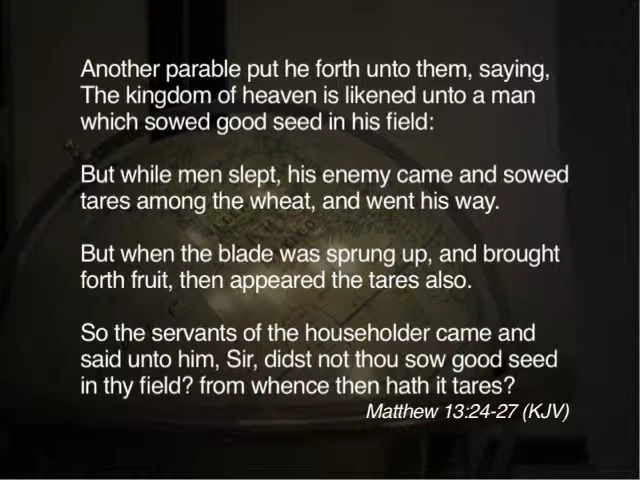 Another parable put he forth unto them, saying,
The kingdom of heaven is likened unto a man
which sowed good seed in his field:
But while men slept, his enemy came and sowed
tares among the wheat, and went his way.
But when the blade was sprung up, and brought
forth fruit, then appeared the tares also.
So the servants of the householder came and
said unto him, Sir, didst not thou sow good seed
in thy field? from whence then hath it tares?
Matthew 13:24-27 (KJV)